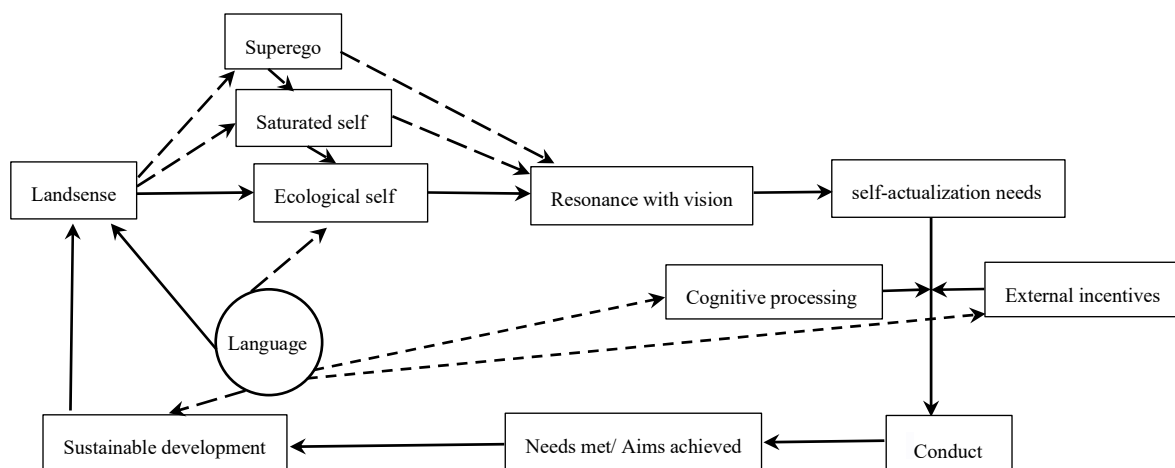 Superego
Saturated self
Landsense
Ecological self
Resonance with vision
self-actualization needs
Cognitive processing
External incentives
Language
Sustainable development
Needs met/ Aims achieved
Conduct